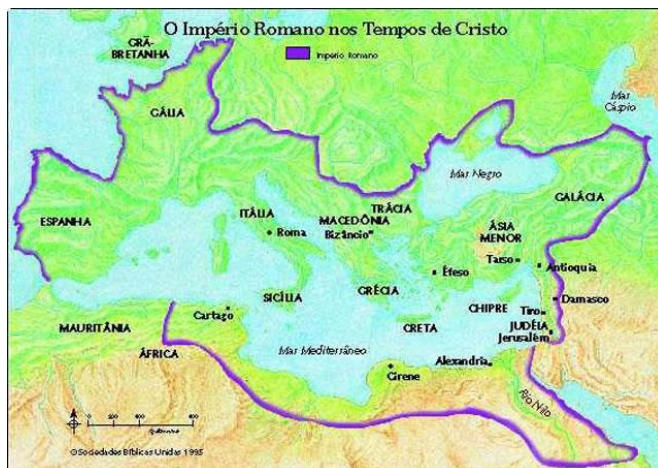 O Império Romano nos Tempos de Cristo
Império Romano
GRÃ-
BRETANHA
Mar
Cáspio
GÁLIA
Mar Negro
GALÁCIA
ESPANHA
ITÁLIA
Roma
TRÁCIA
MACEDÔNIA
Bizâncio
ÁSIA
MENOR
Tarso
Antioquia
Éfeso
GRÉCIA
SICÍLIA
CHIPRE
Damasco
Cartago
Tiro
MAURITÂNIA
CRETA
JUDÉIA
Jerusalém
ÁFRICA
Mar Mediterrâneo
Alexandria
Cirene
Rio Nilo
0
©Sociedades Bíblicas Unidas 1995